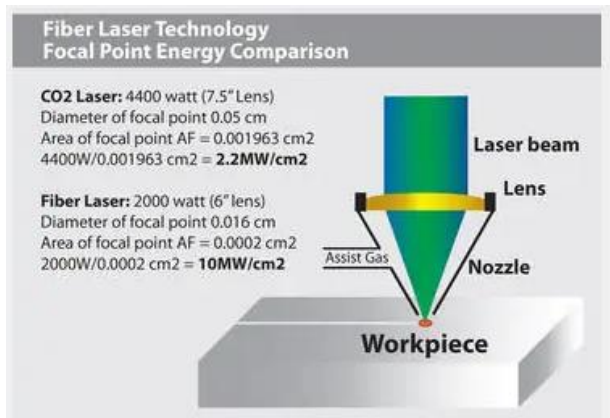 Fiber Laser Technology
Focal Point Energy Comparison
CO2 Laser: 4400 watt (7.5" Lens)
Diameter of focal point 0.05 cm
Area of focal point AF = 0.001963 cm2
4400W/0.001963 cm2 = 2.2MW/cm2
Fiber Laser: 2000 watt (6" lens)
Diameter of focal point 0.016 cm
Area of focal point AF = 0.0002 cm2
2000W/0.0002 cm2 = 10MW/cm2
Laser beam
Lens
Assist Gas
Nozzle
Workpiece